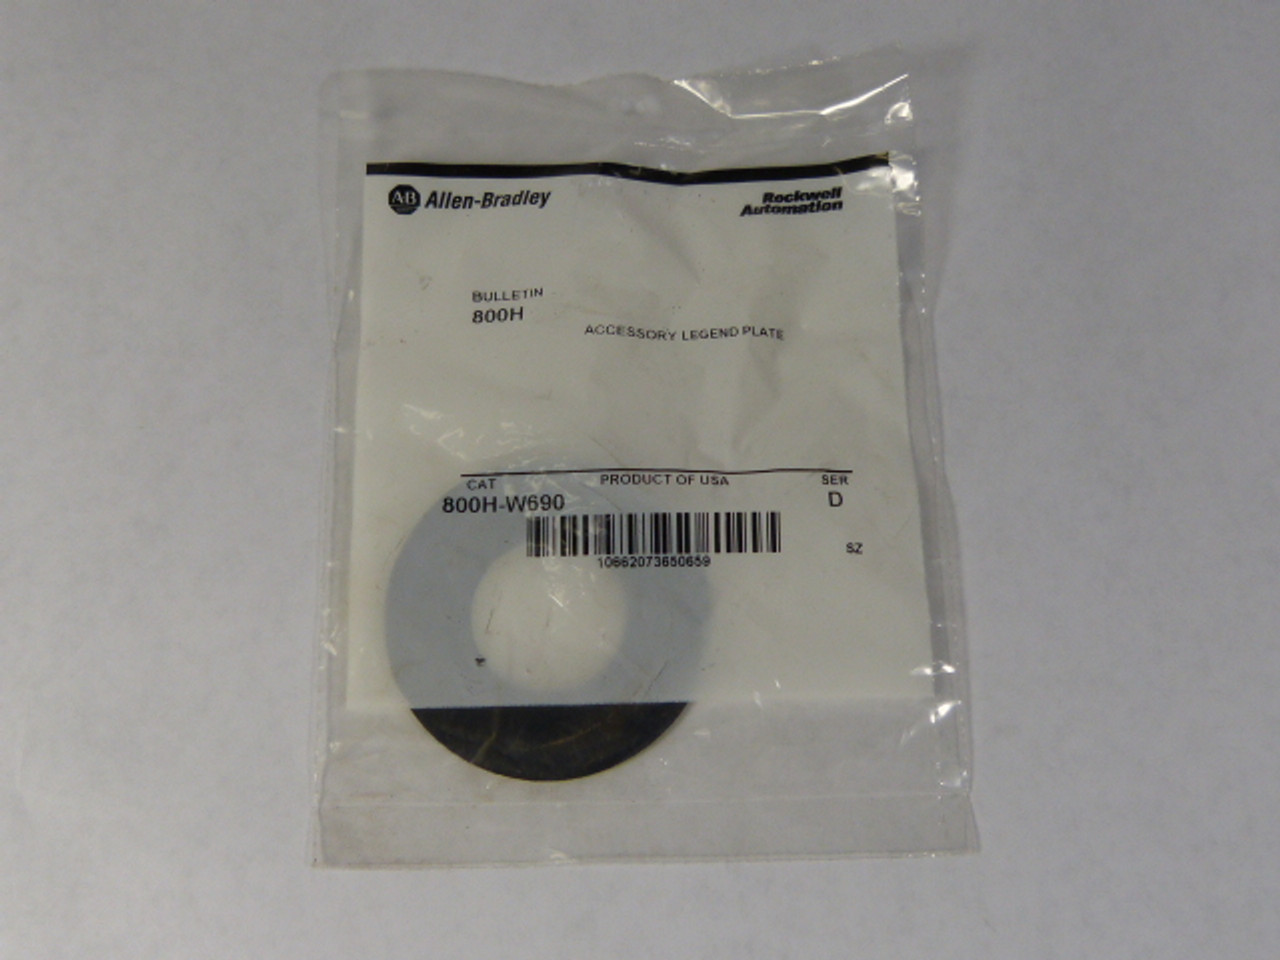 AB Allen-Bradley
Rockwell
Automation
BULLETIN
800H
ACCESSORY LEGEND PLATE
CAT PRODUCT OF USA SER
800H-W690 D
10662073650659
SZ